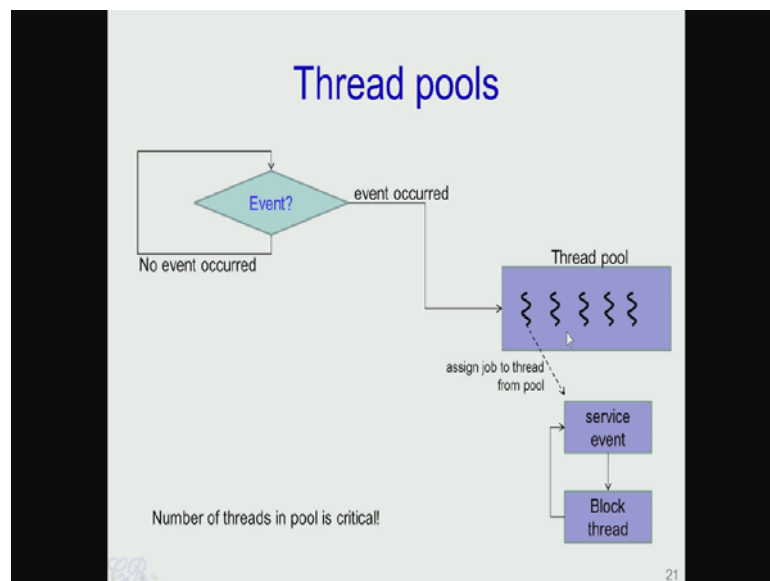 Thread pools
Event?
event occurred
No event occurred
Thread pool
assign job to thread
from pool
service
event
Block
thread
Number of threads in pool is critical!
21